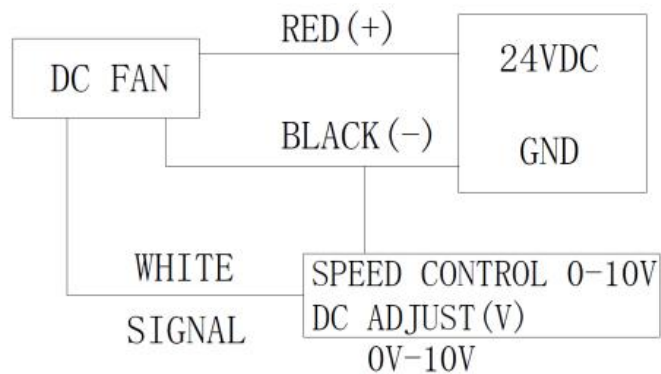 RED(+)
24VDC
DC FAN
BLACK(-)
GND
WHITE
SPEED CONTROL 0-10V
DC ADJUST(V)
SIGNAL
0V-10V